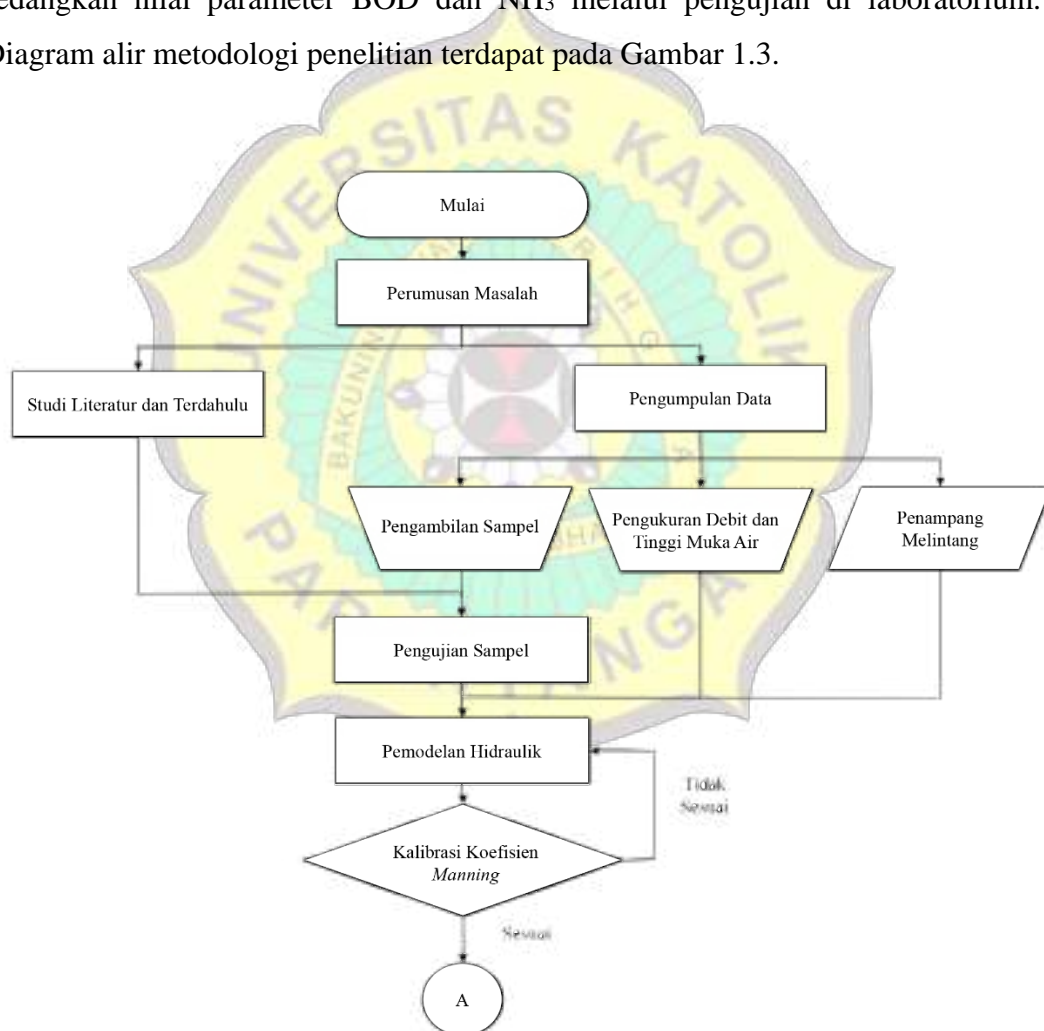 edangkan nilai parameter BOD dan NH3 melalui pengujian di laboratorium.
Diagram alir metodologi penelitian terdapat pada Gambar 1.3.
UNIVERSITAS KATOLIK
Mulai
Perumusan Masalah
Studi Literatur dan Terdahulu
Pengumpulan Data
BAKUNING
Pengambilan Sampel
Pengukuran Debit dan
Tinggi Muka Air
Penampang
Melintang
Pengujian Sampel
Pemodelan Hidraulik
Tidak
Sesuai
Kalibrasi Koefisien
Manning
Sesuai
A